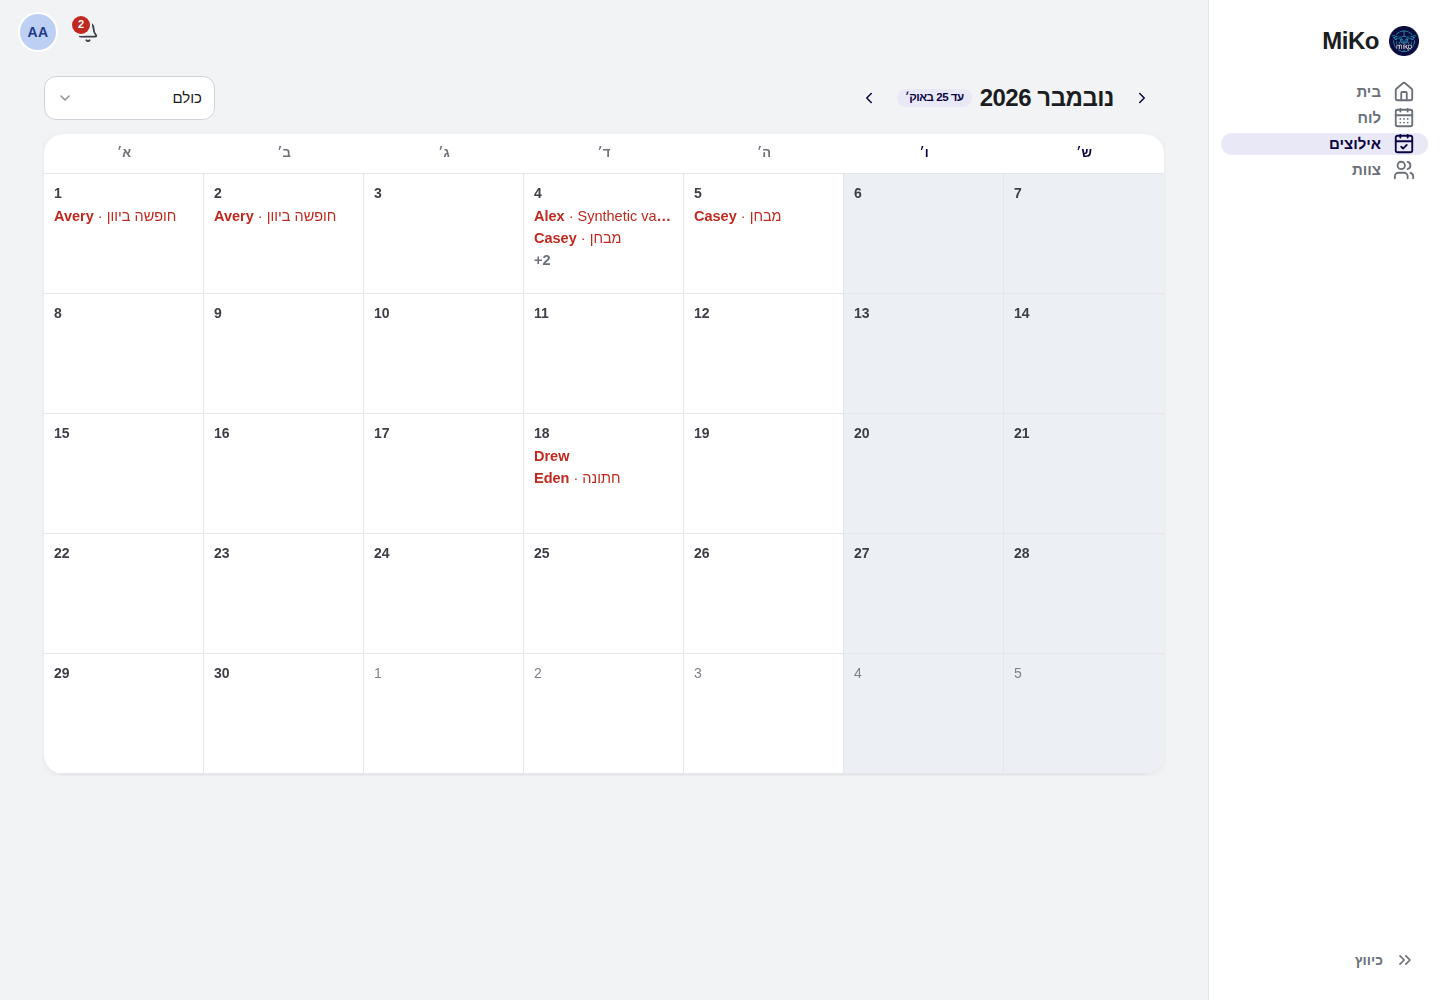 AA
2
MiKo
miko
בית
לוח
אילוצים
צוות
כיווץ
נובמבר 2026
עד 25 באוק׳
כולם
א׳
ב׳
ג׳
ד׳
ה׳
ו׳
ש׳
1
Avery · חופשה ביוון
2
Avery · חופשה ביוון
3
4
Alex · Synthetic va...
Casey · מבחן
+2
5
Casey · מבחן
6
7
8
9
10
11
12
13
14
15
16
17
18
Drew
Eden · חתונה
19
20
21
22
23
24
25
26
27
28
29
30
1
2
3
4
5